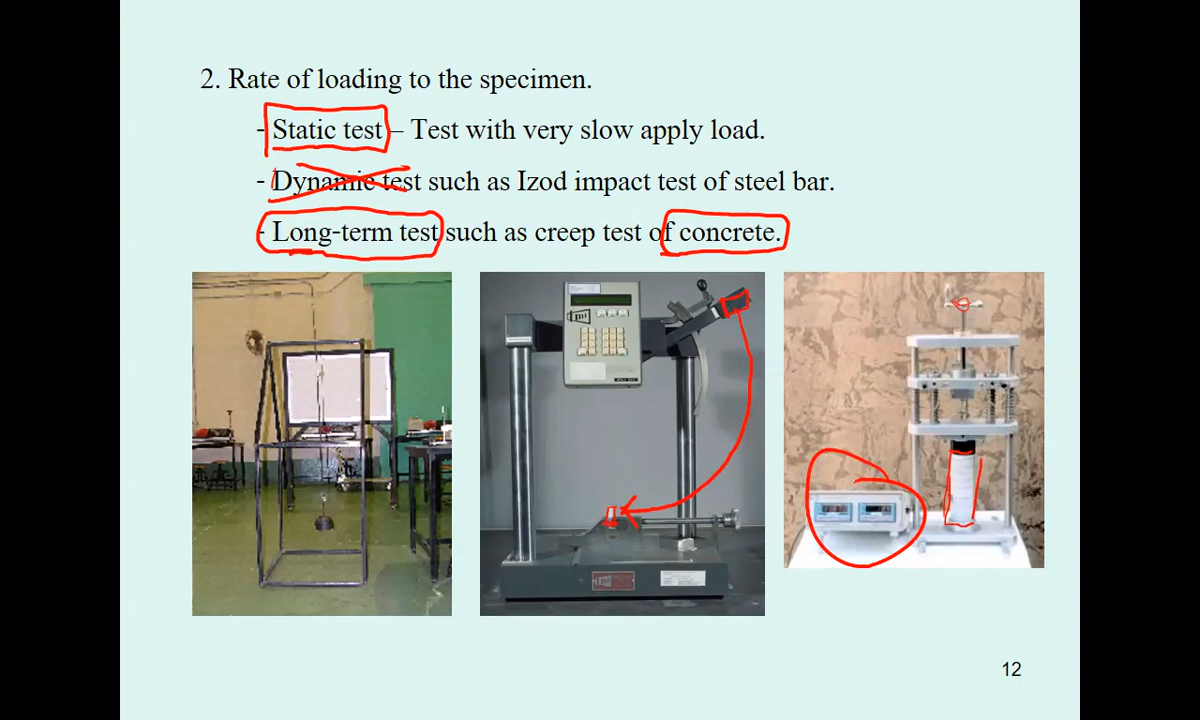 2. Rate of loading to the specimen.
- Static test – Test with very slow apply load.
- Dynamic test such as Izod impact test of steel bar.
- Long-term test such as creep test of concrete.
12